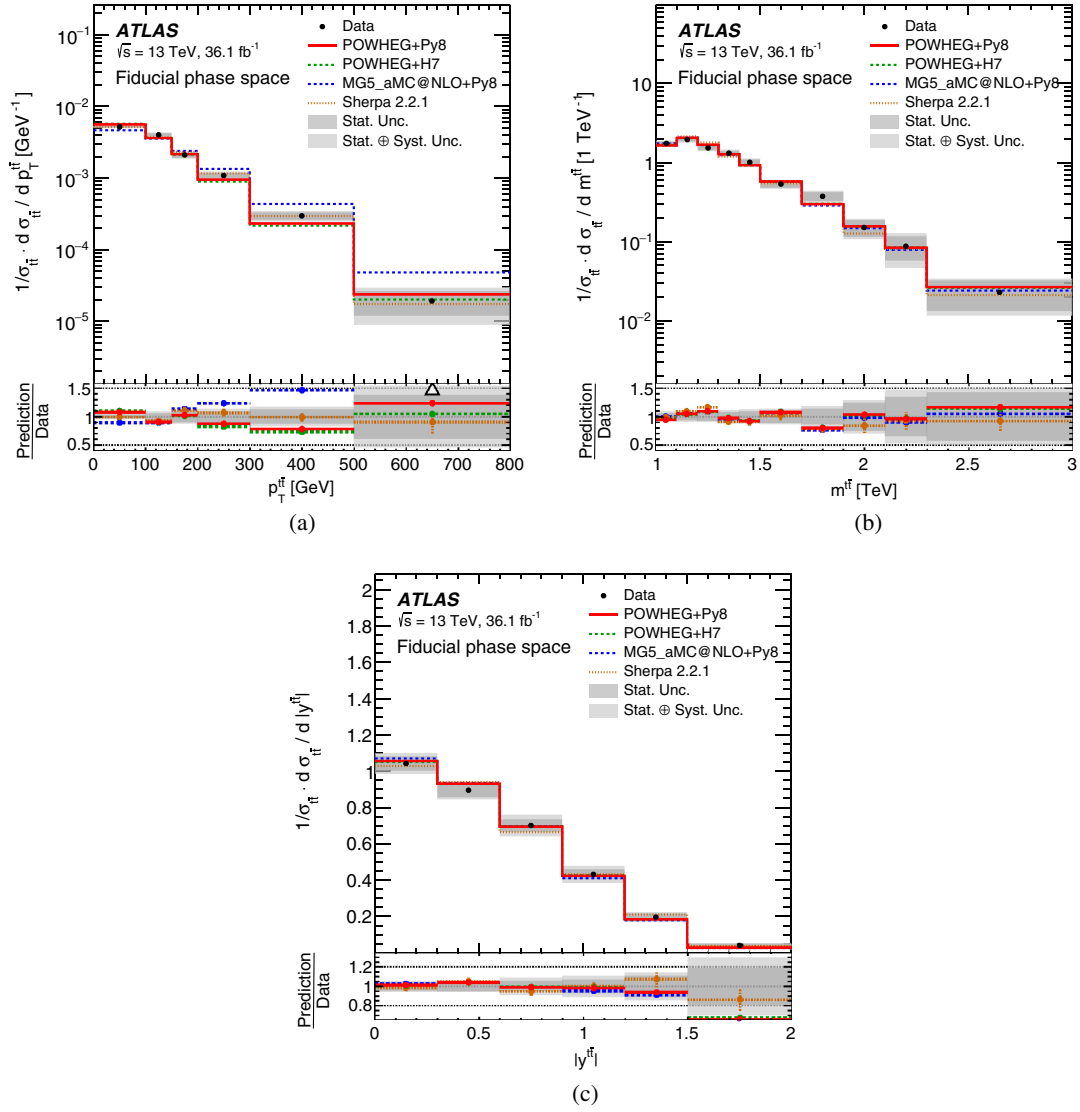 ATLAS
√s = 13 TeV, 36.1 fb⁻¹
Fiducial phase space
Data
POWHEG+Py8
POWHEG+H7
MG5_aMC@NLO+Py8
Sherpa 2.2.1
Stat. Unc.
Stat. ⊕ Syst. Unc.
1/σ_tt̄ · d σ_tt̄ / d p_T^tt̄ [GeV⁻¹]
10⁻¹
10⁻²
10⁻³
10⁻⁴
10⁻⁵
Prediction
Data
1.5
1
0.5
0 100 200 300 400 500 600 700 800
p_T^tt̄ [GeV]
(a)
ATLAS
√s = 13 TeV, 36.1 fb⁻¹
Fiducial phase space
Data
POWHEG+Py8
POWHEG+H7
MG5_aMC@NLO+Py8
Sherpa 2.2.1
Stat. Unc.
Stat. ⊕ Syst. Unc.
1/σ_tt̄ · d σ_tt̄ / d m^tt̄ [1 TeV⁻¹]
10
1
10⁻¹
10⁻²
Prediction
Data
1.5
1
0.5
1 1.5 2 2.5 3
m^tt̄ [TeV]
(b)
ATLAS
√s = 13 TeV, 36.1 fb⁻¹
Fiducial phase space
Data
POWHEG+Py8
POWHEG+H7
MG5_aMC@NLO+Py8
Sherpa 2.2.1
Stat. Unc.
Stat. ⊕ Syst. Unc.
1/σ_tt̄ · d σ_tt̄ / d |y^tt̄|
2
1.8
1.6
1.4
1.2
1
0.8
0.6
0.4
0.2
Prediction
Data
1.2
1
0.8
0 0.5 1 1.5 2
|y^tt̄|
(c)